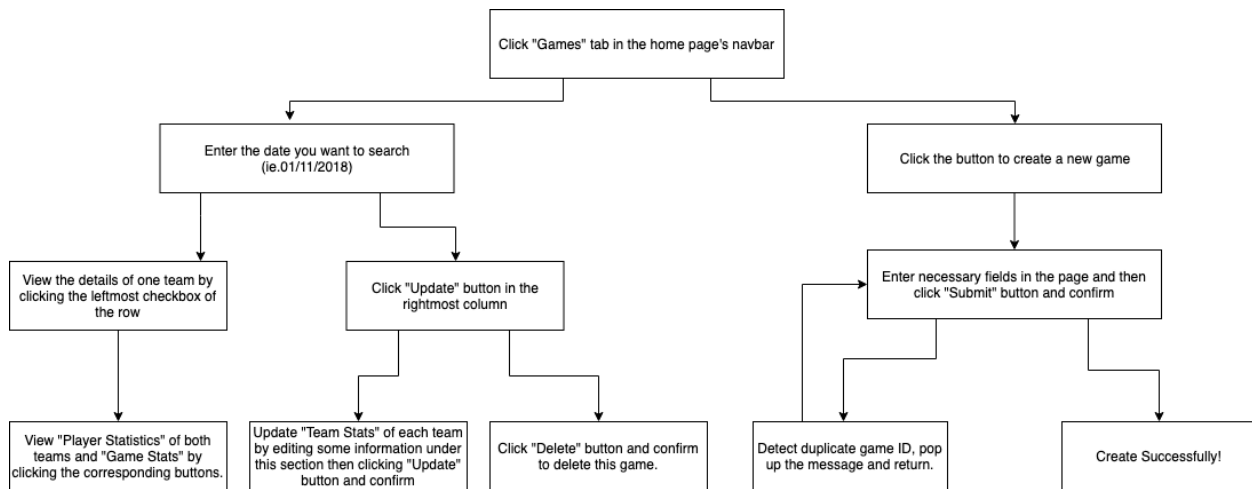 Click "Games" tab in the home page's navbar
Enter the date you want to search
(ie.01/11/2018)
Click the button to create a new game
View the details of one team by
clicking the leftmost checkbox of
the row
Click "Update" button in the
rightmost column
Enter necessary fields in the page and then
click "Submit" button and confirm
View "Player Statistics" of both
teams and "Game Stats" by
clicking the corresponding buttons.
Update "Team Stats" of each team
by editing some information under
this section then clicking "Update"
button and confirm
Click "Delete" button and confirm
to delete this game.
Detect duplicate game ID, pop
up the message and return.
Create Successfully!